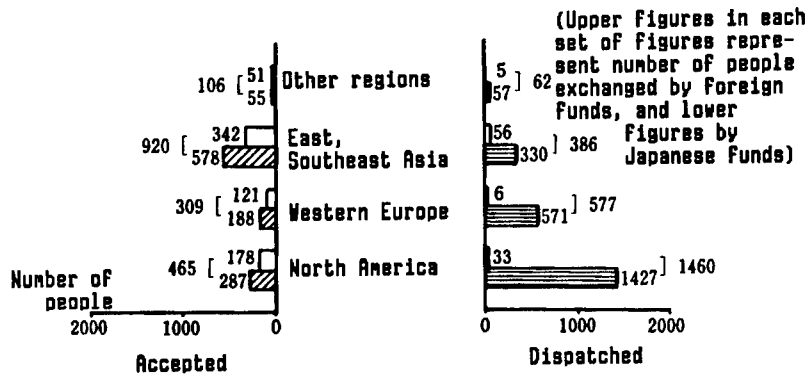 (Upper figures in each
set of figures repre-
sent number of people
exchanged by foreign
funds, and lower
figures by
Japanese funds)
106 [ 51
55
Other regions
5
57 ] 62
920 [ 342
578
East,
Southeast Asia
56
330 ] 386
309 [ 121
188
Western Europe
6
571 ] 577
465 [ 178
287
North America
33
1427 ] 1460
Number of
people
2000 1000 0
0 1000 2000
Accepted
Dispatched